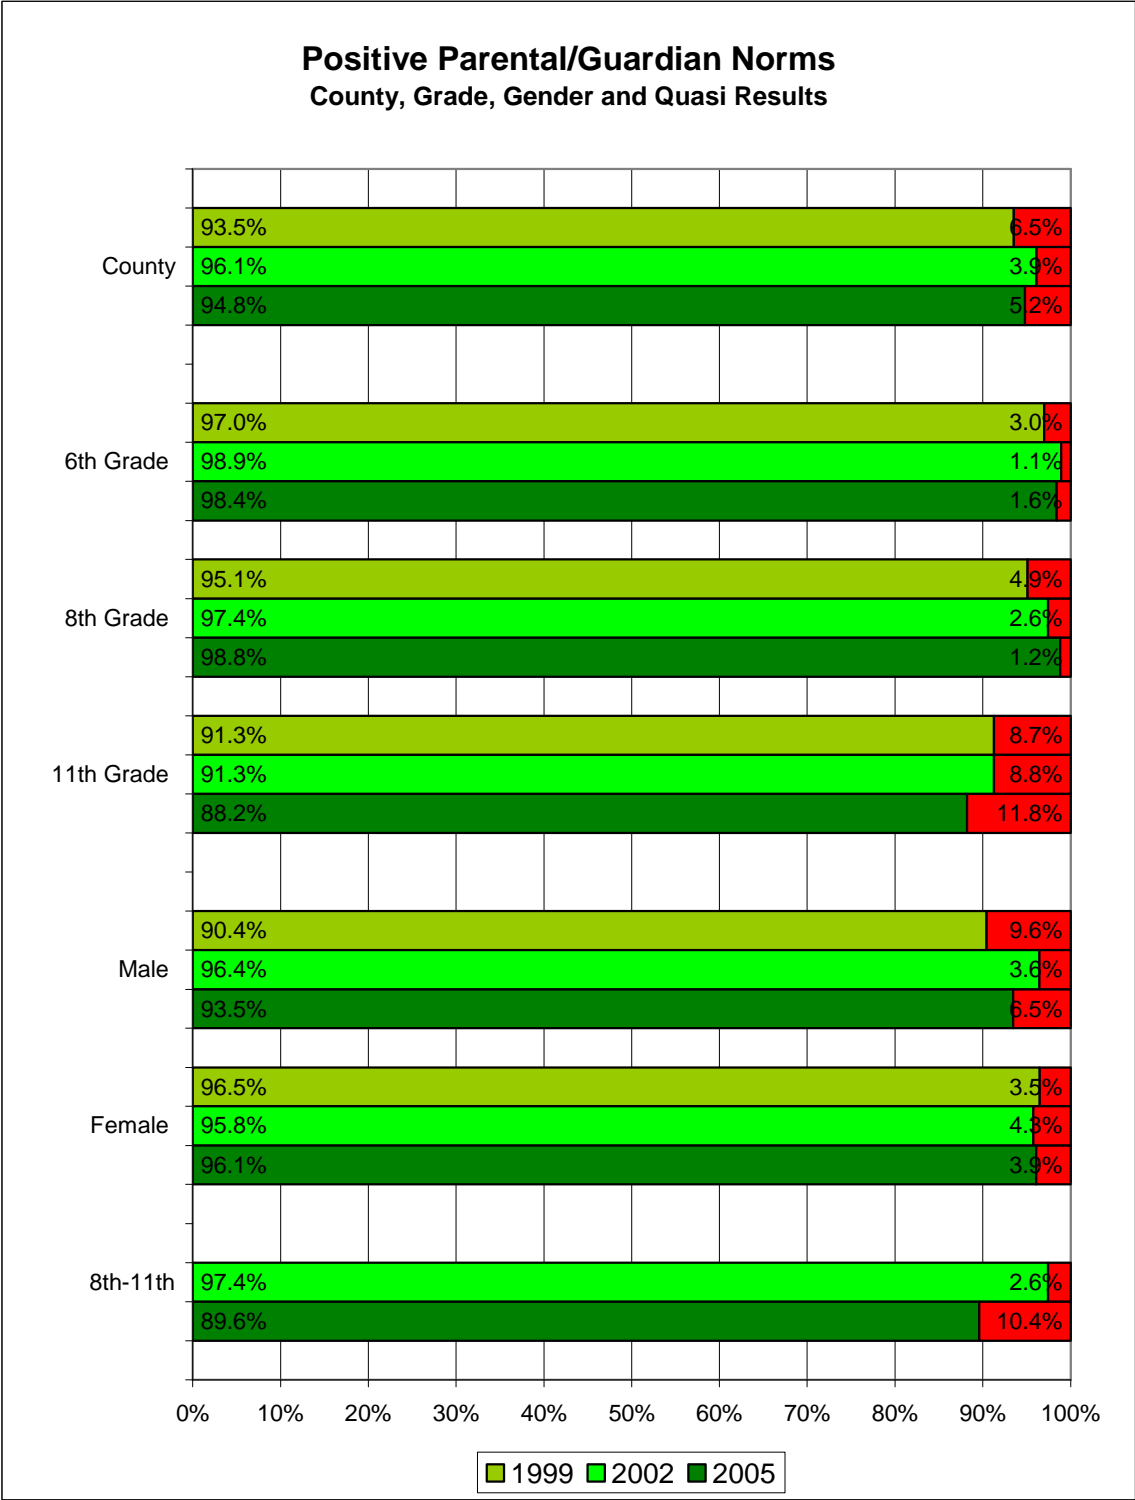 Positive Parental/Guardian Norms
County, Grade, Gender and Quasi Results
93.5% 6.5%
County 96.1% 3.9%
94.8% 5.2%
97.0% 3.0%
6th Grade 98.9% 1.1%
98.4% 1.6%
95.1% 4.9%
8th Grade 97.4% 2.6%
98.8% 1.2%
91.3% 8.7%
11th Grade 91.3% 8.8%
88.2% 11.8%
90.4% 9.6%
Male 96.4% 3.6%
93.5% 6.5%
96.5% 3.5%
Female 95.8% 4.3%
96.1% 3.9%
8th-11th 97.4% 2.6%
89.6% 10.4%
0% 10% 20% 30% 40% 50% 60% 70% 80% 90% 100%
1999 2002 2005